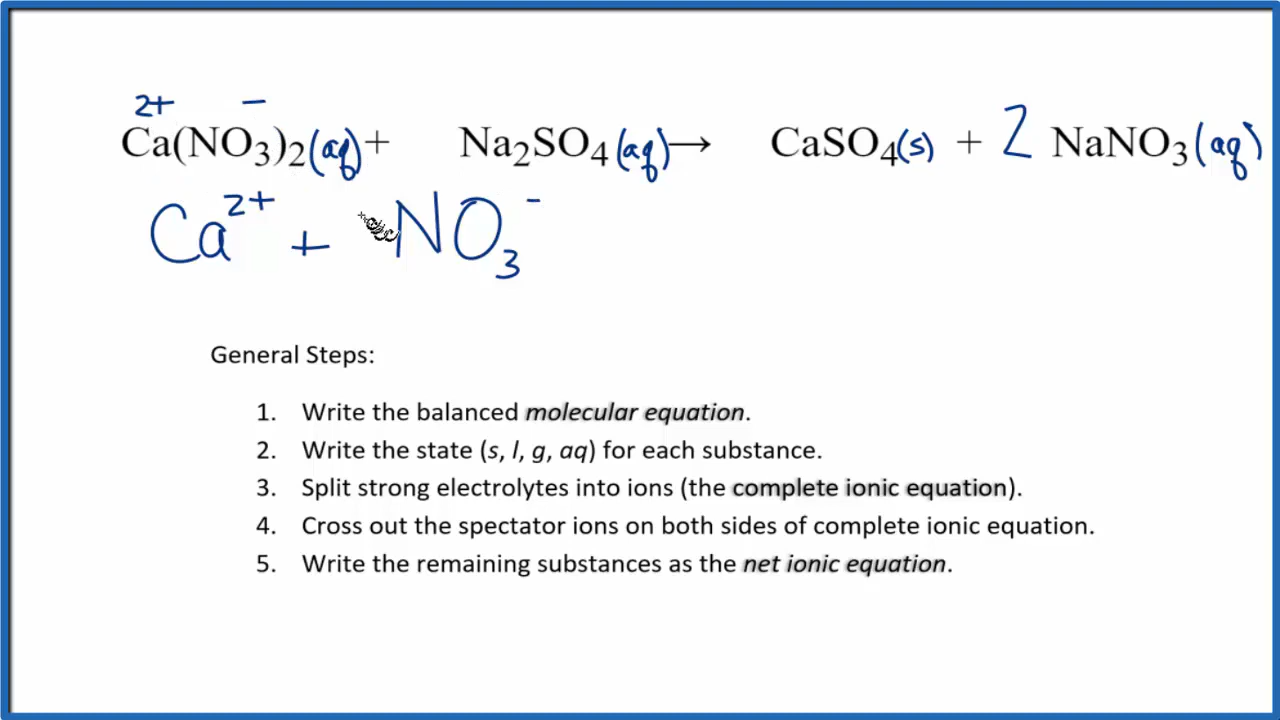 2+ −
Ca(NO₃)₂(aq) + Na₂SO₄(aq) → CaSO₄(s) + 2 NaNO₃(aq)
Ca²⁺ + NO₃⁻
General Steps:
1. Write the balanced molecular equation.
2. Write the state (s, l, g, aq) for each substance.
3. Split strong electrolytes into ions (the complete ionic equation).
4. Cross out the spectator ions on both sides of complete ionic equation.
5. Write the remaining substances as the net ionic equation.